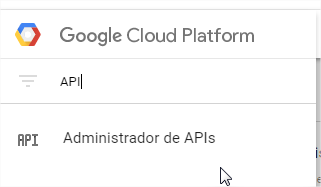 Google Cloud Platform
API
API Administrador de APIs